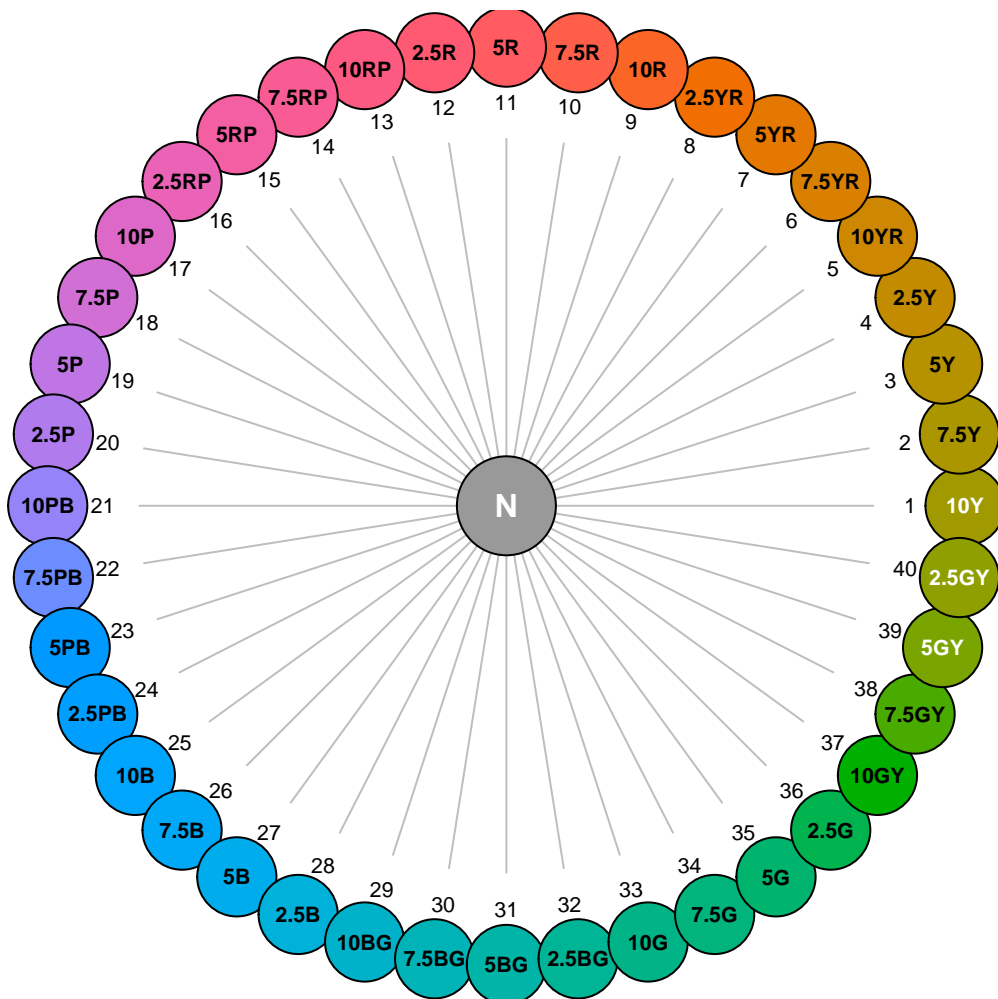 5R
11
7.5R
10
10R
9
2.5YR
8
5YR
7
7.5YR
6
10YR
5
2.5Y
4
5Y
3
7.5Y
2
10Y
1
2.5GY
40
5GY
39
7.5GY
38
10GY
37
2.5G
36
5G
35
7.5G
34
10G
33
2.5BG
32
5BG
31
7.5BG
30
10BG
29
2.5B
28
5B
27
7.5B
26
10B
25
2.5PB
24
5PB
23
7.5PB
22
10PB
21
2.5P
20
5P
19
7.5P
18
10P
17
2.5RP
16
5RP
15
7.5RP
14
10RP
13
2.5R
12
N